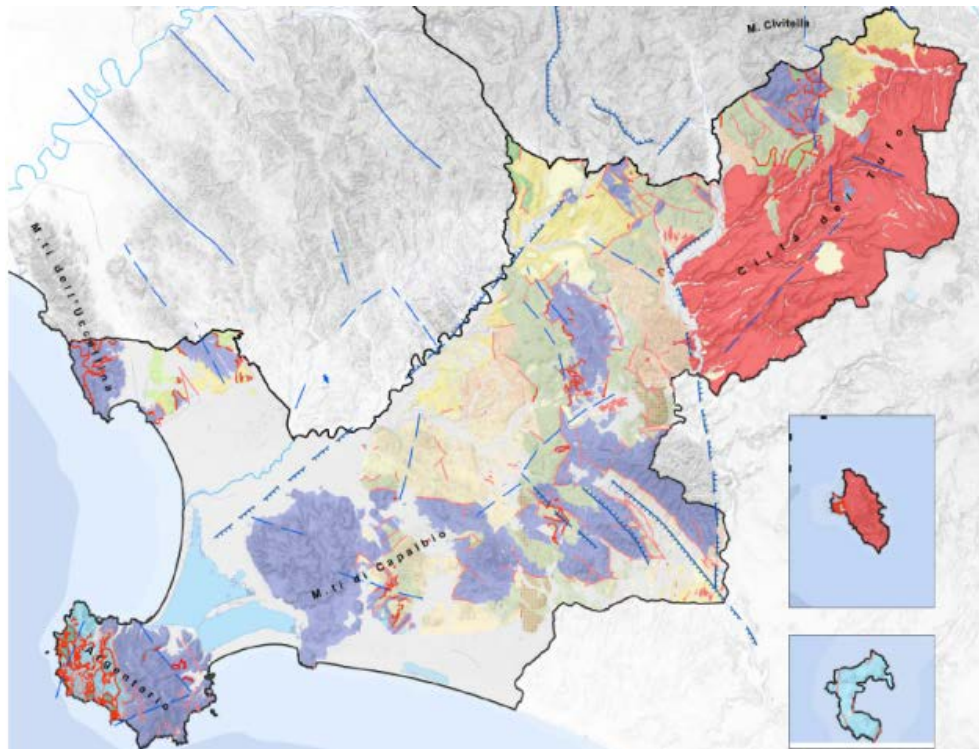 M. Civitella
Città del Tufo
M.ti dell'Uccellina
M.ti di Capalbio
Argentario